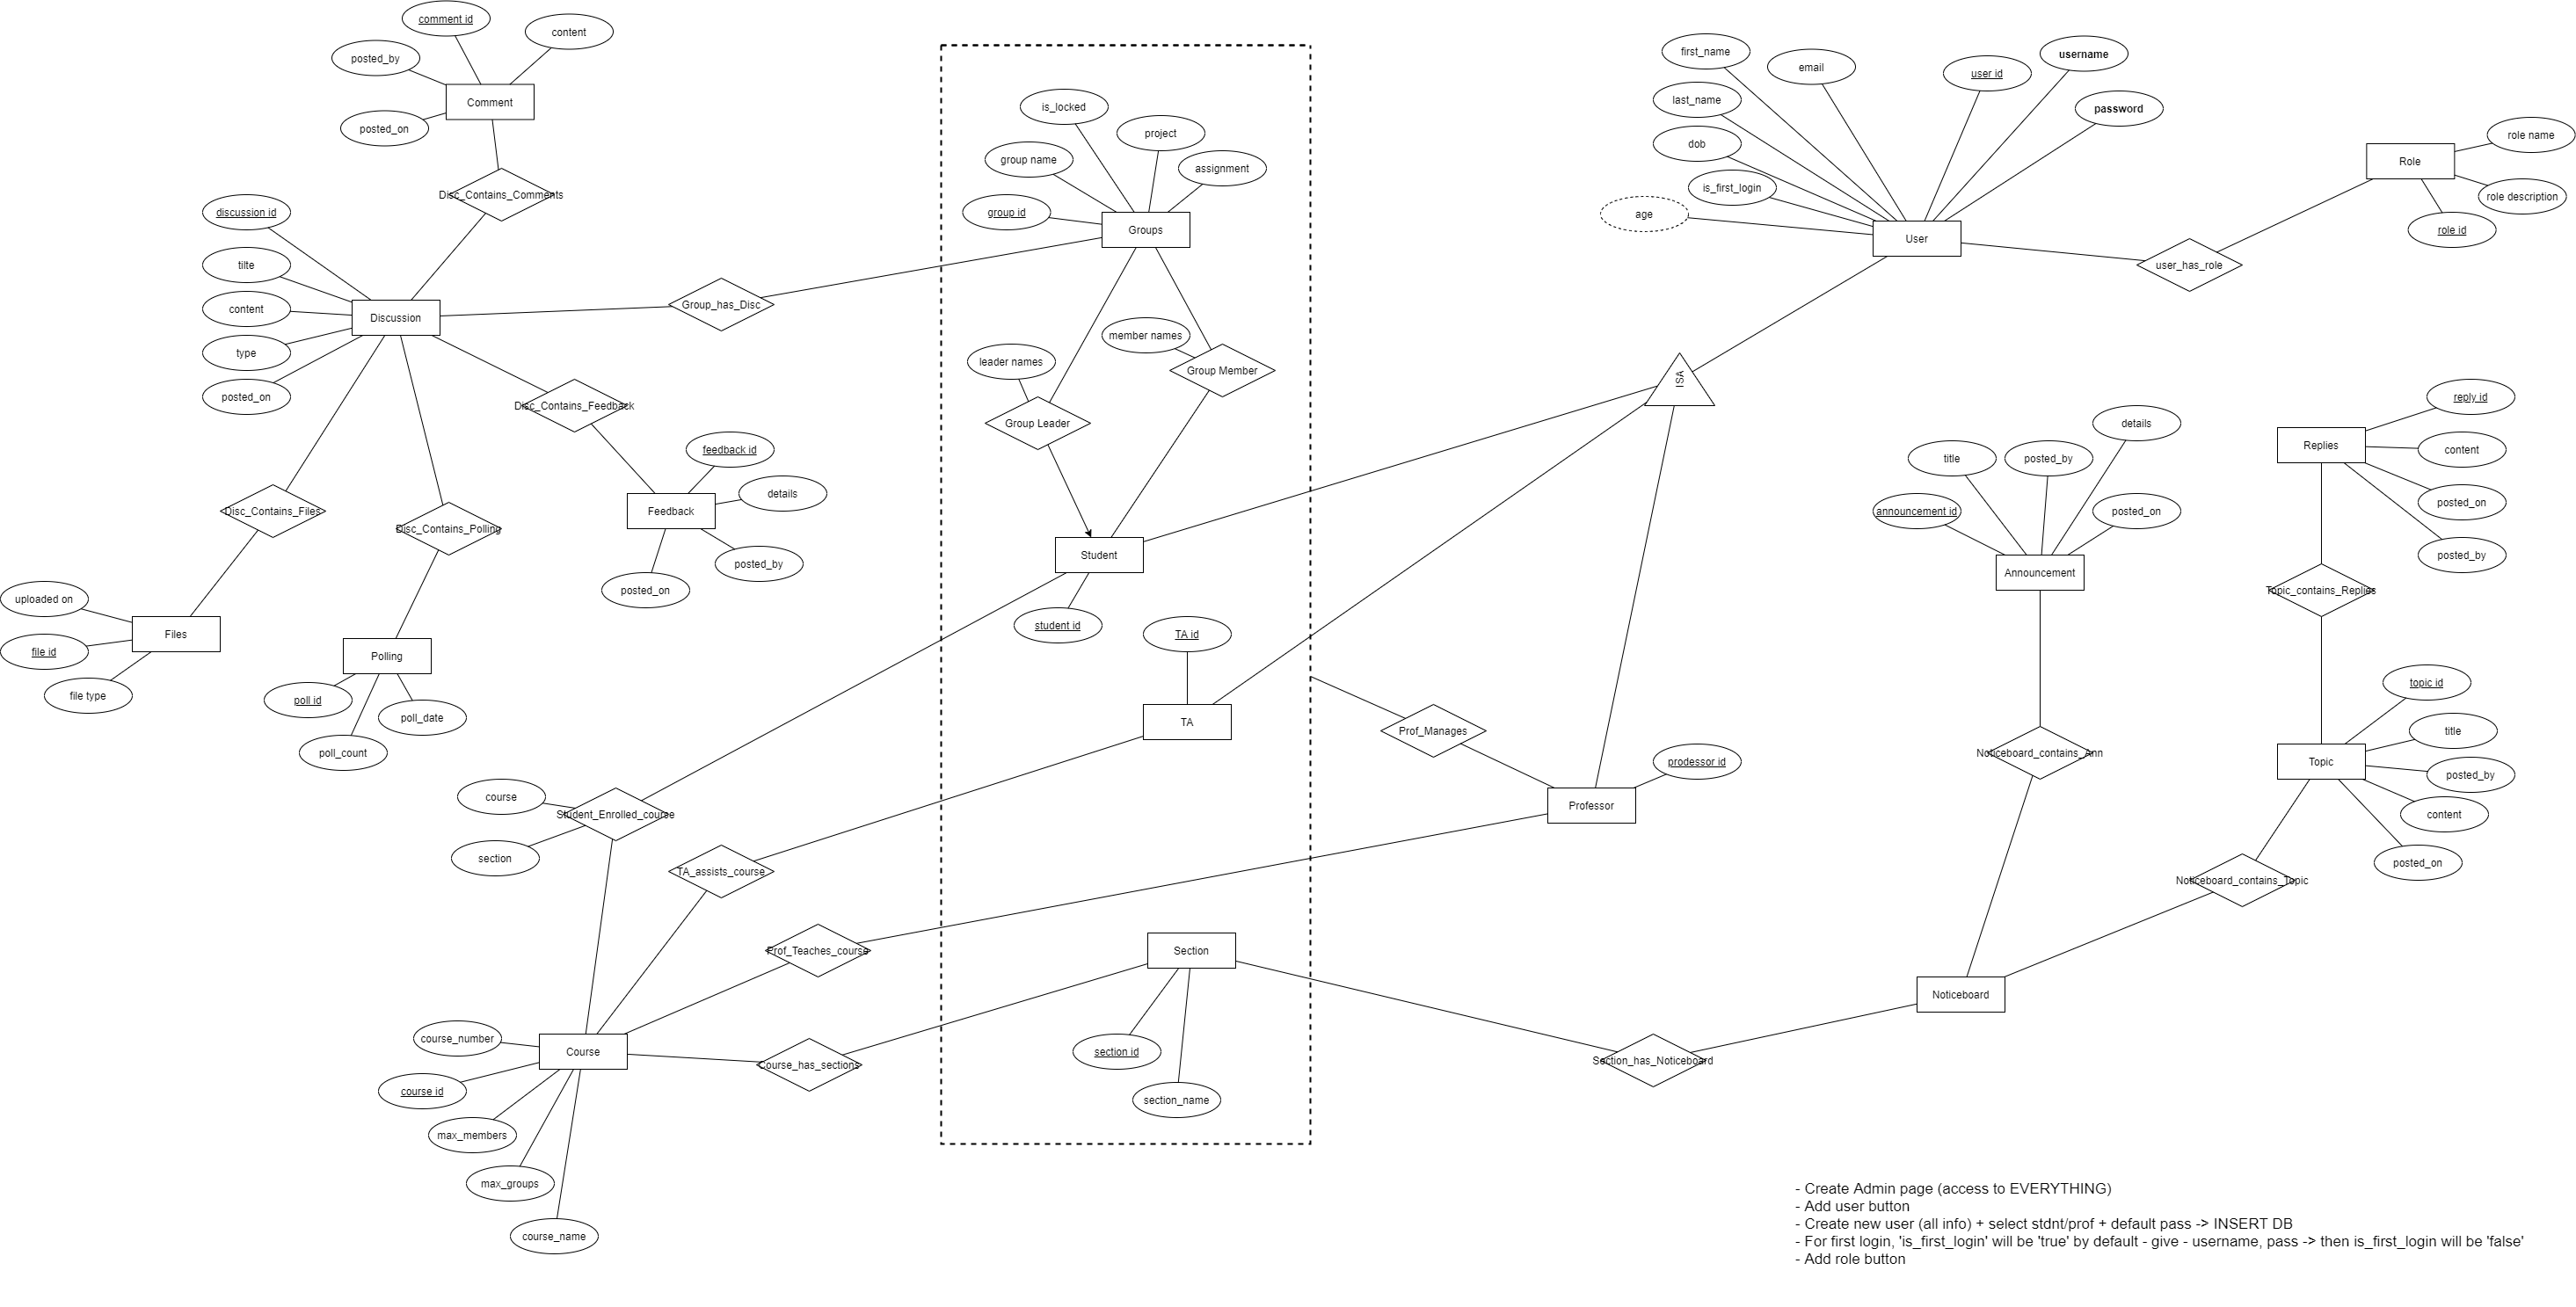 comment id
content
posted_by
Comment
posted_on
Disc_Contains_Comments
discussion id
tilte
content
Discussion
type
posted_on
Group_has_Disc
Disc_Contains_Feedback
feedback id
details
Feedback
posted_by
posted_on
Disc_Contains_Files
Disc_Contains_Polling
uploaded on
Files
file id
file type
Polling
poll id
poll_date
poll_count
is_locked
project
group name
assignment
group id
Groups
member names
leader names
Group Member
Group Leader
Student
student id
TA id
TA
first_name
email
user id
username
last_name
password
dob
is_first_login
age
User
role name
Role
role description
role id
user_has_role
ISA
reply id
Replies
content
posted_on
posted_by
details
title
posted_by
announcement id
posted_on
Announcement
Topic_contains_Replies
topic id
title
Topic
posted_by
content
posted_on
Noticeboard_contains_Ann
Noticeboard_contains_Topic
Noticeboard
Prof_Manages
prodessor id
Professor
course
Student_Enrolled_course
section
TA_assists_course
Prof_Teaches_course
Section
section id
section_name
Course_has_sections
Section_has_Noticeboard
course_number
Course
course id
max_members
max_groups
course_name
- Create Admin page (access to EVERYTHING)
- Add user button
- Create new user (all info) + select stdnt/prof + default pass -> INSERT DB
- For first login, 'is_first_login' will be 'true' by default - give - username, pass -> then is_first_login will be 'false'
- Add role button